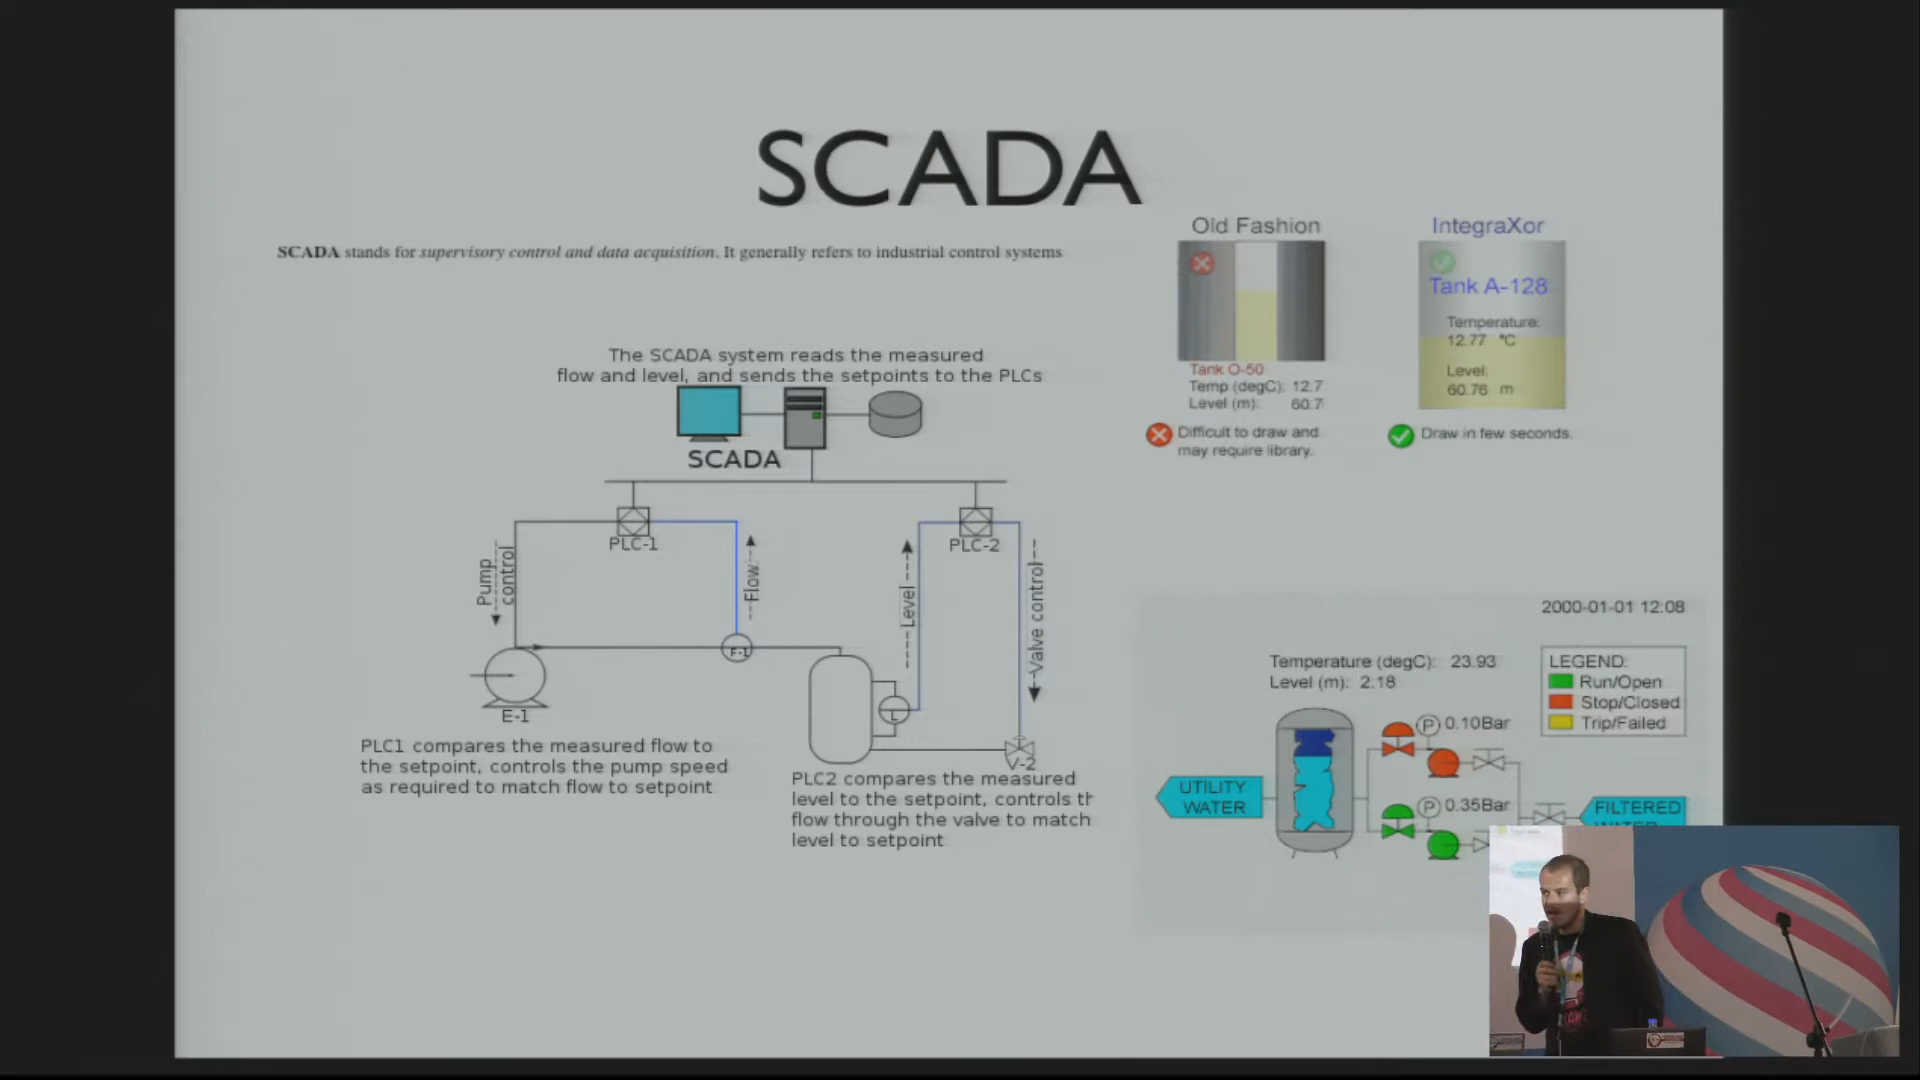 SCADA
SCADA stands for supervisory control and data acquisition. It generally refers to industrial control systems
Old Fashion
Tank O-50
Temp (degC): 12.7
Level (m): 60.7
Difficult to draw and
may require library.
IntegraXor
Tank A-128
Temperature:
12.77 °C
Level:
60.76 m
Draw in few seconds.
The SCADA system reads the measured
flow and level, and sends the setpoints to the PLCs
SCADA
PLC-1
PLC-2
Pump
control
Flow
Level
Valve control
F-1
L
E-1
V-2
PLC1 compares the measured flow to
the setpoint, controls the pump speed
as required to match flow to setpoint
PLC2 compares the measured
level to the setpoint, controls th
flow through the valve to match
level to setpoint
2000-01-01 12:08
Temperature (degC): 23.93
Level (m): 2.18
LEGEND:
Run/Open
Stop/Closed
Trip/Failed
P 0.10Bar
P 0.35Bar
UTILITY
WATER
FILTERED
WATER